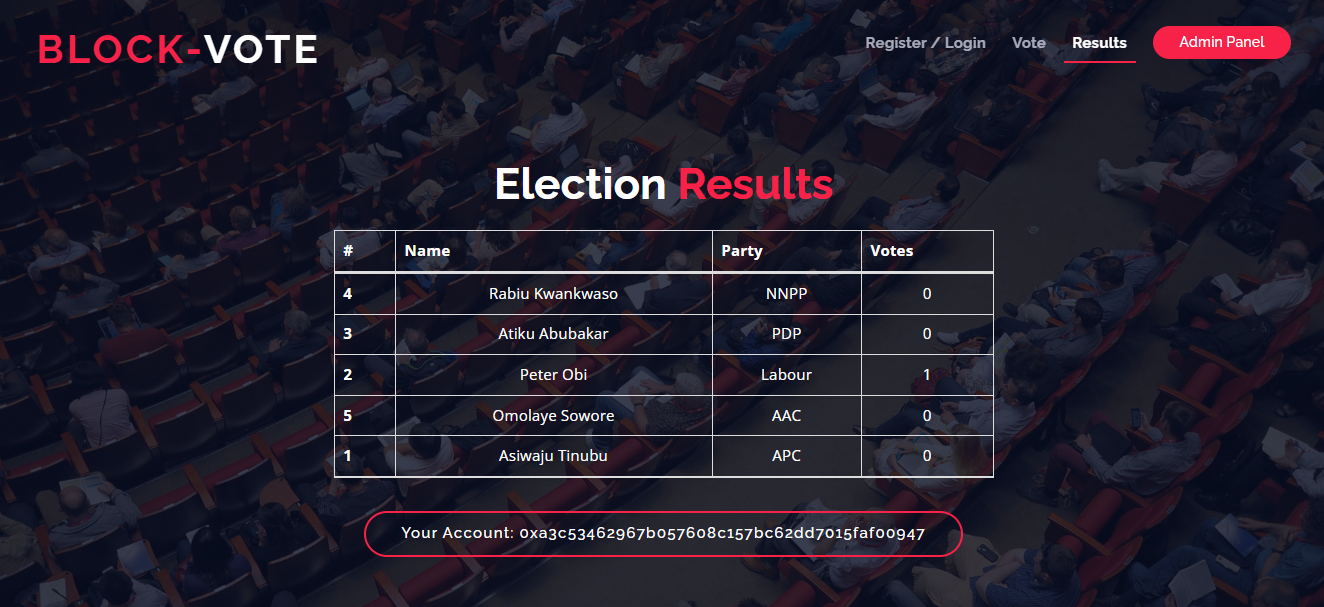 BLOCK-VOTE
Register / Login Vote Results Admin Panel
Election Results
# Name Party Votes
4 Rabiu Kwankwaso NNPP 0
3 Atiku Abubakar PDP 0
2 Peter Obi Labour 1
5 Omolaye Sowore AAC 0
1 Asiwaju Tinubu APC 0
Your Account: 0xa3c53462967b057608c157bc62dd7015faf00947